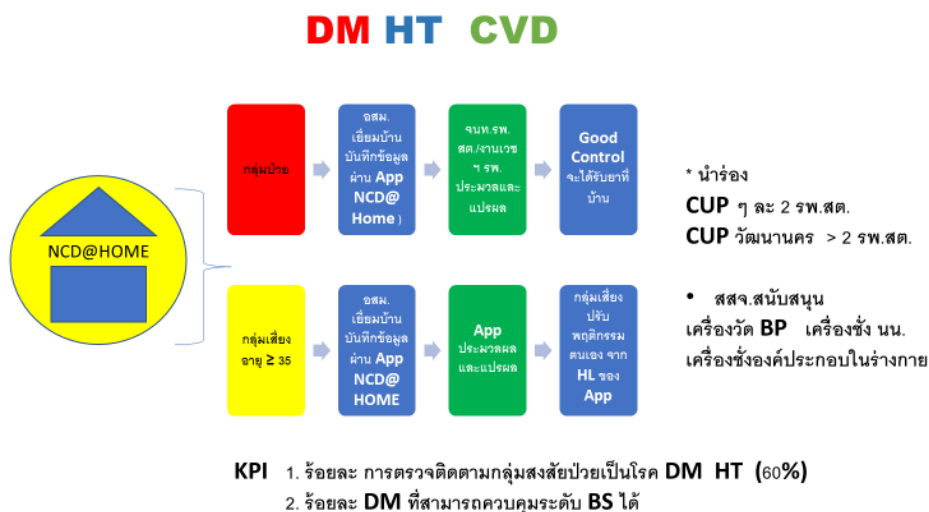 DM HT CVD
NCD@HOME
กลุ่มป่วย
อสม.
เยี่ยมบ้าน
บันทึกข้อมูล
ผ่าน App
NCD@
Home )
จนท.รพ.
สต./งานเวช
ฯ รพ.
ประมวลและ
แปรผล
Good
Control
จะได้รับยาที่
บ้าน
กลุ่มเสี่ยง
อายุ ≥ 35
อสม.
เยี่ยมบ้าน
บันทึกข้อมูล
ผ่าน App
NCD@
HOME
App
ประมวลผล
และแปรผล
กลุ่มเสี่ยง
ปรับ
พฤติกรรม
ตนเอง จาก
HL ของ
App
* นำร่อง
CUP ๆ ละ 2 รพ.สต.
CUP วัฒนานคร > 2 รพ.สต.
• สสจ.สนับสนุน
เครื่องวัด BP เครื่องชั่ง นน.
เครื่องชั่งองค์ประกอบในร่างกาย
KPI 1. ร้อยละ การตรวจติดตามกลุ่มสงสัยป่วยเป็นโรค DM HT (60%)
2. ร้อยละ DM ที่สามารถควบคุมระดับ BS ได้